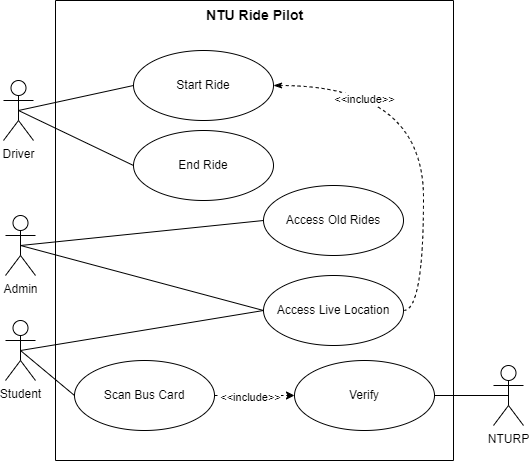 NTU Ride Pilot
Start Ride
<<include>>
Driver
End Ride
Access Old Rides
Admin
Access Live Location
Student
Scan Bus Card
<<include>>
Verify
NTURP